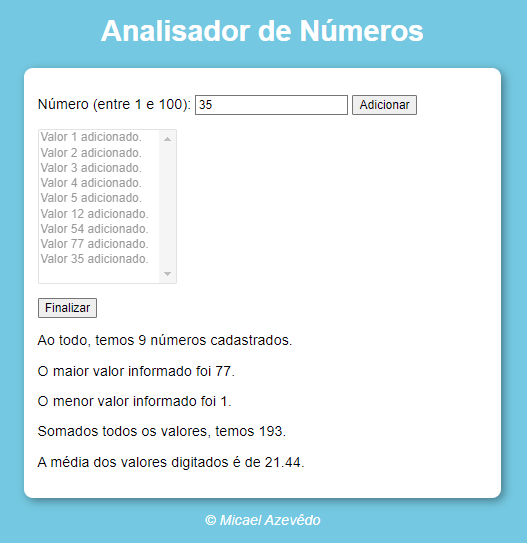 Analisador de Números
Número (entre 1 e 100): 35 Adicionar
Valor 1 adicionado.
Valor 2 adicionado.
Valor 3 adicionado.
Valor 4 adicionado.
Valor 5 adicionado.
Valor 12 adicionado.
Valor 54 adicionado.
Valor 77 adicionado.
Valor 35 adicionado.
Finalizar
Ao todo, temos 9 números cadastrados.
O maior valor informado foi 77.
O menor valor informado foi 1.
Somados todos os valores, temos 193.
A média dos valores digitados é de 21.44.
© Micael Azevêdo